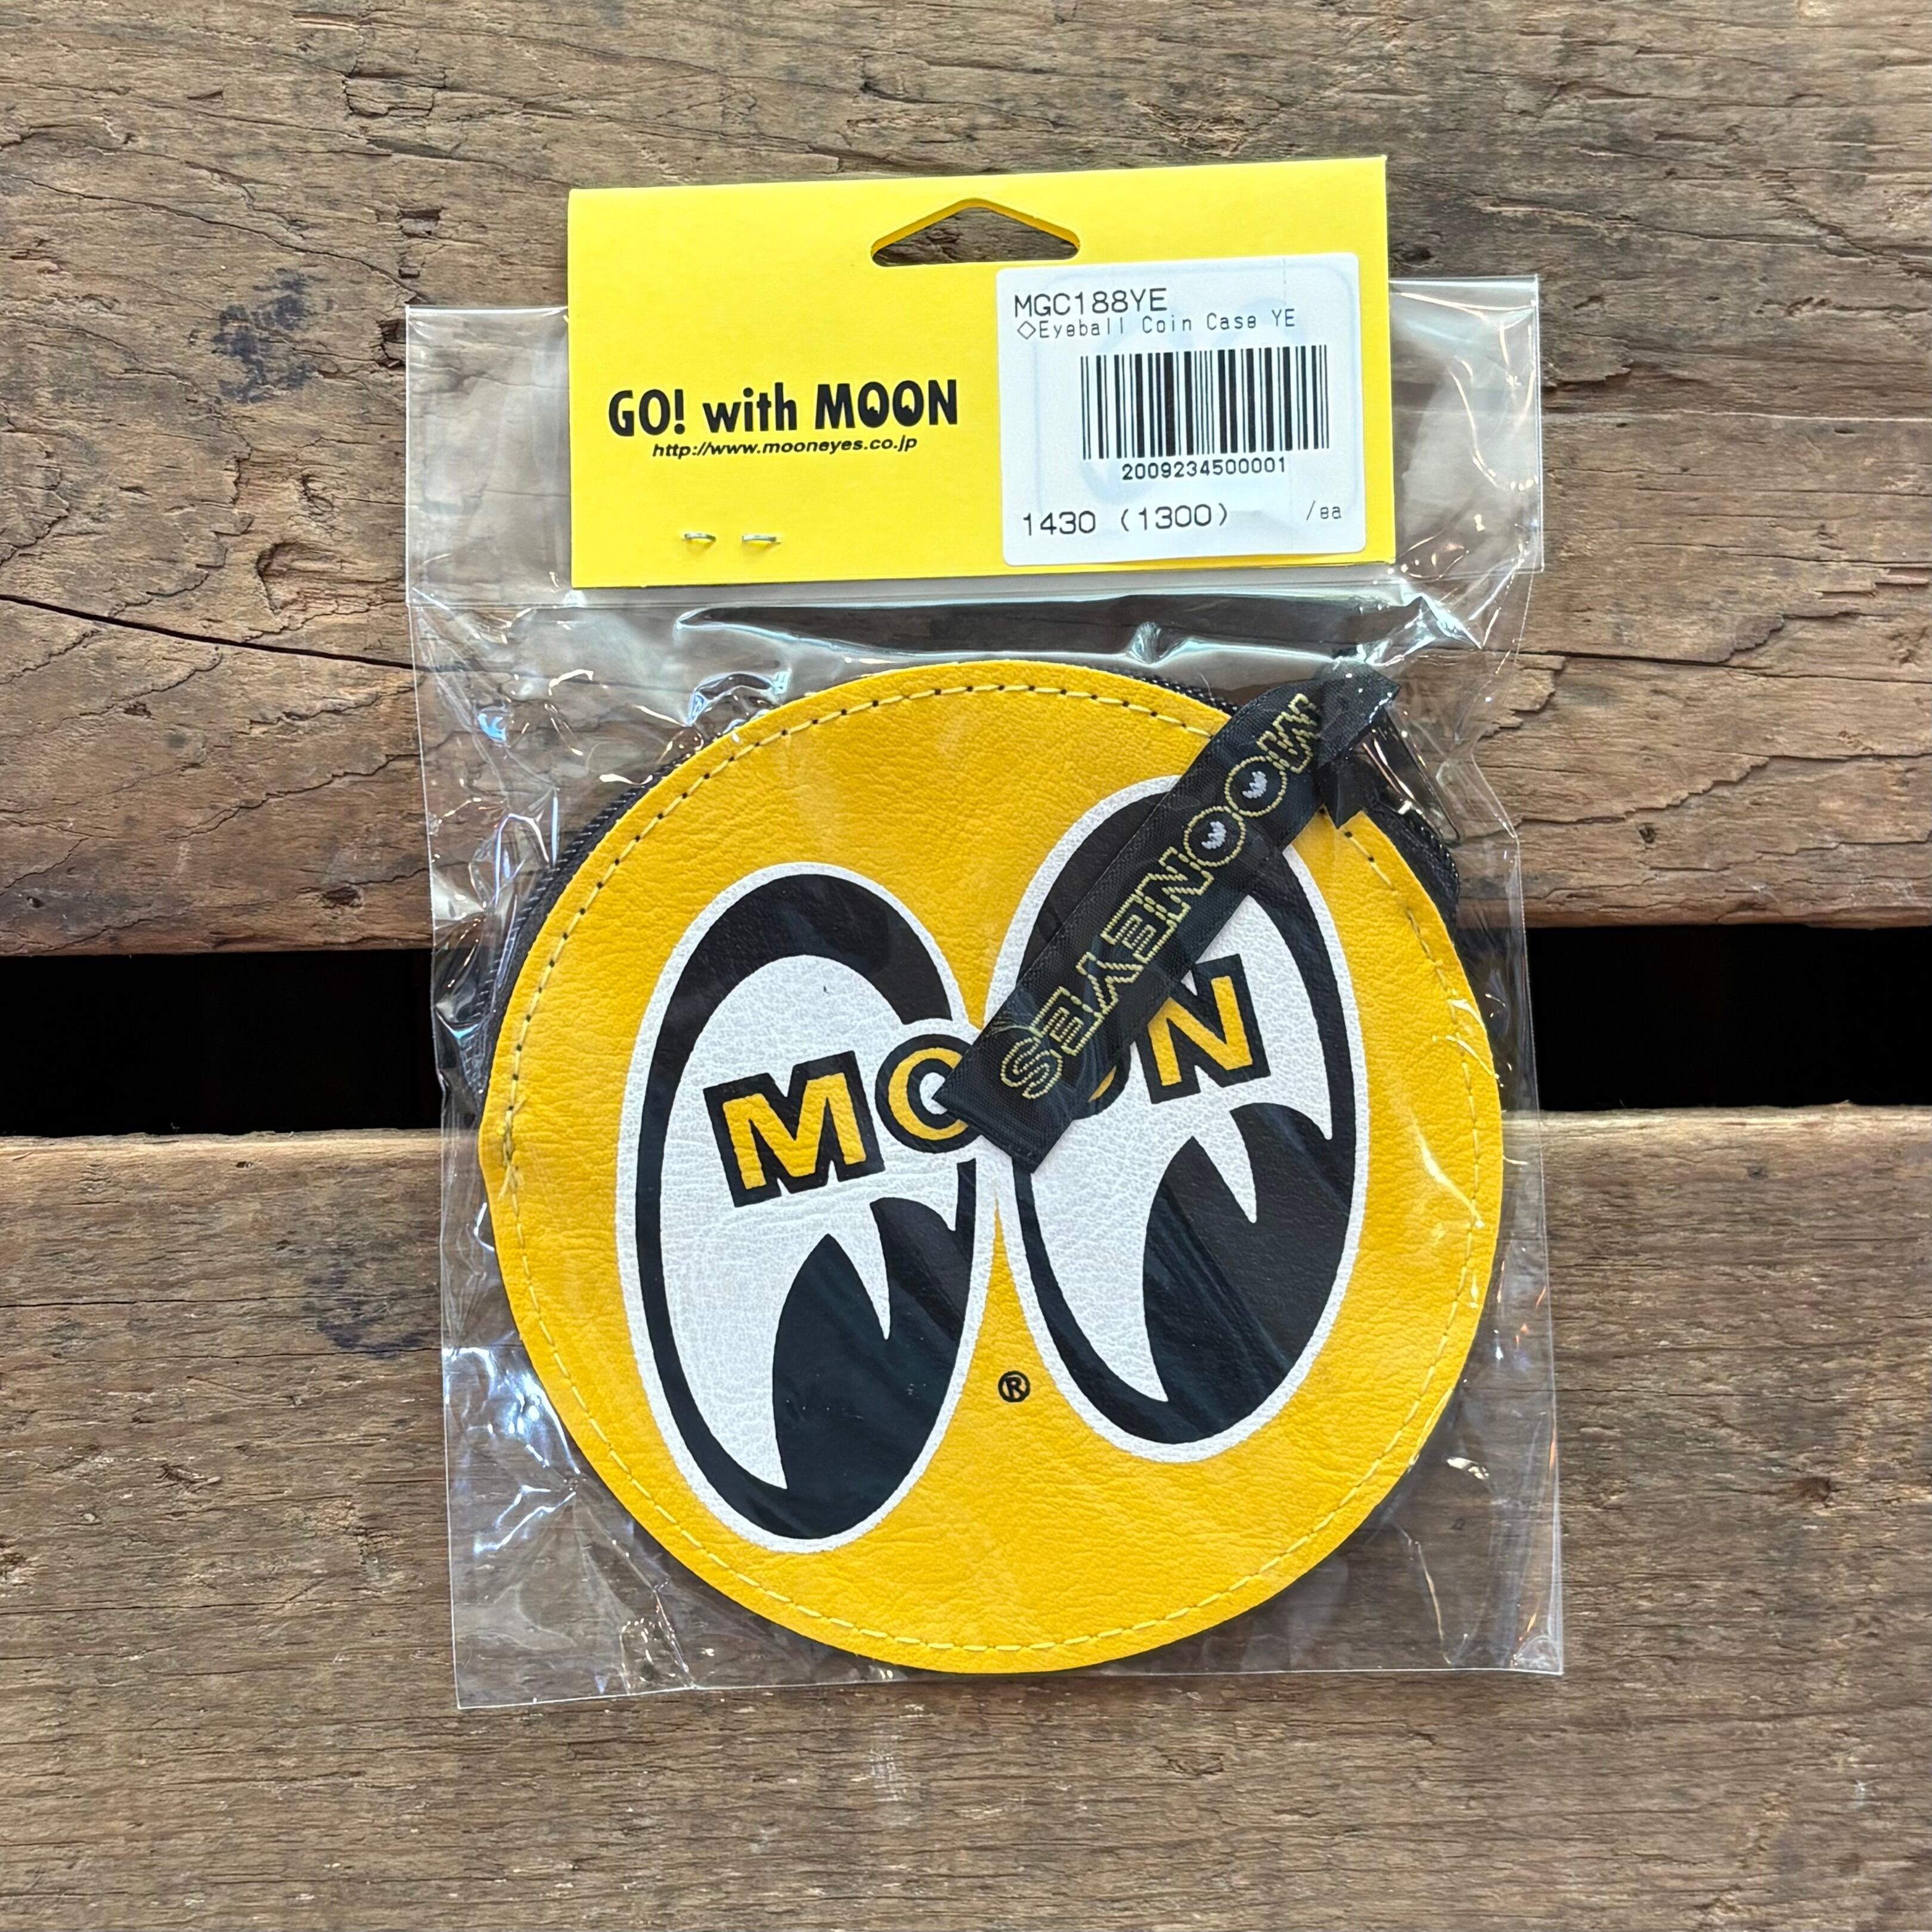 MGC188YE
◇Eyeball Coin Case YE
GO! with MOON
http://www.mooneyes.co.jp
2009234500001
1430 (1300) /ea
MOONEYES
MOON
®